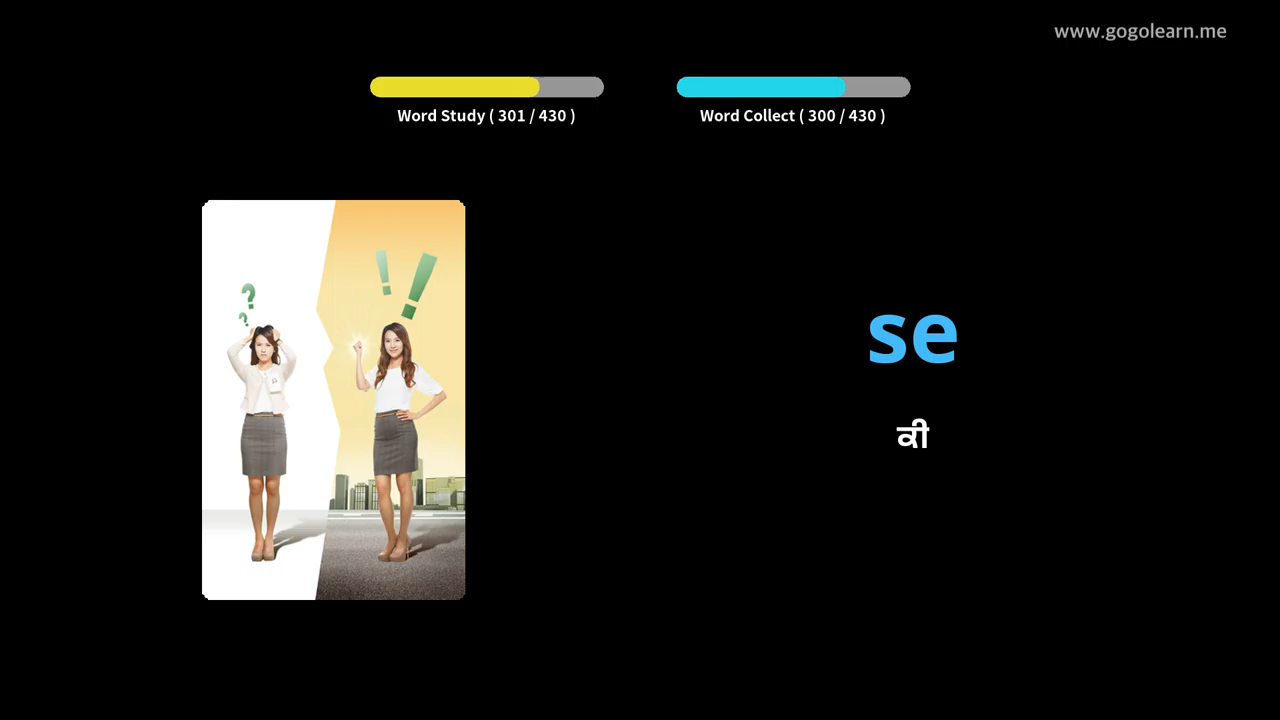 www.gogolearn.me
Word Study ( 301 / 430 )
Word Collect ( 300 / 430 )
? ?
! !
se
ਕੀ